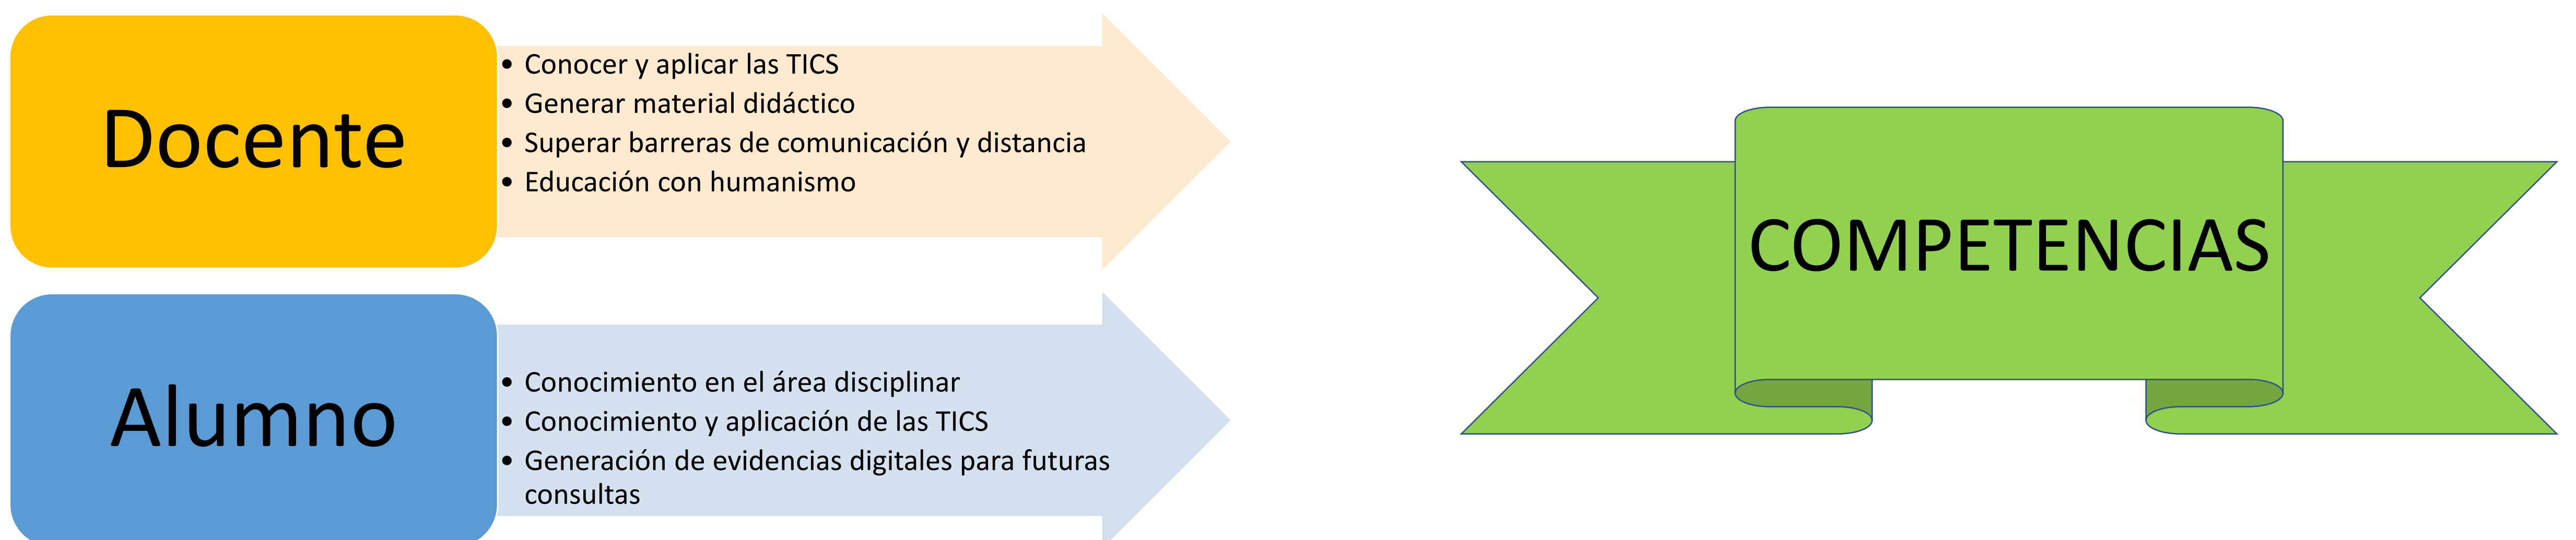 Docente
• Conocer y aplicar las TICS
• Generar material didáctico
• Superar barreras de comunicación y distancia
• Educación con humanismo
Alumno
• Conocimiento en el área disciplinar
• Conocimiento y aplicación de las TICS
• Generación de evidencias digitales para futuras
consultas
COMPETENCIAS